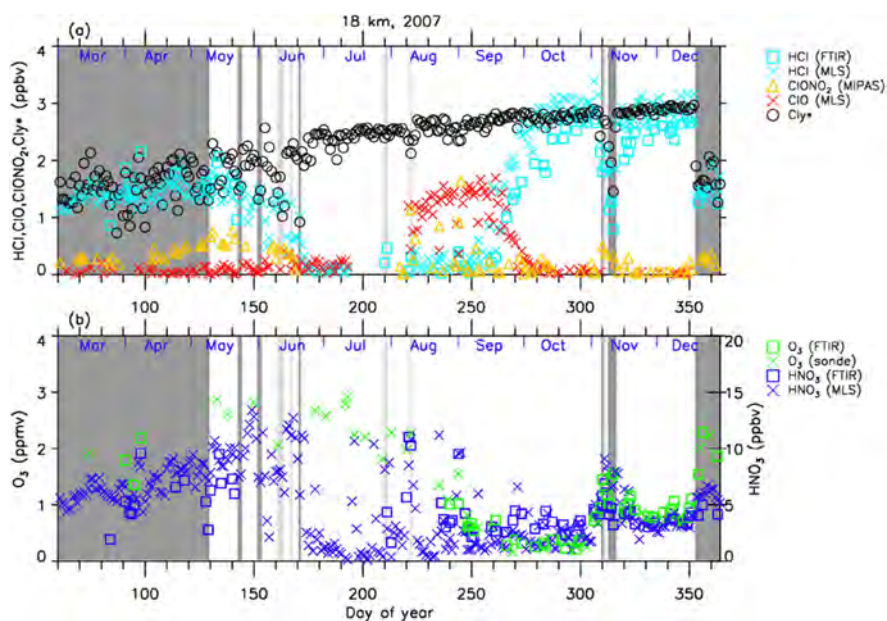 18 km, 2007
(a)
Mar Apr May Jun Jul Aug Sep Oct Nov Dec
HCl,ClO,ClONO₂,Cly* (ppbv)
4
3
2
1
0
100 150 200 250 300 350
HCl (FTIR)
HCl (MLS)
ClONO₂ (MIPAS)
ClO (MLS)
Cly*
(b)
Mar Apr May Jun Jul Aug Sep Oct Nov Dec
O₃ (ppmv)
4
3
2
1
0
20
15
10
5
0
HNO₃ (ppbv)
100 150 200 250 300 350
Day of year
O₃ (FTIR)
O₃ (sonde)
HNO₃ (FTIR)
HNO₃ (MLS)